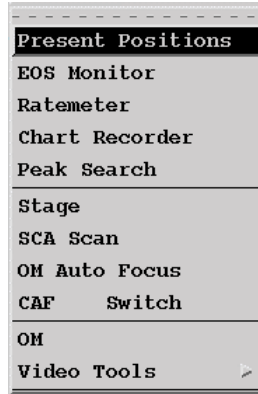 Present Positions
EOS Monitor
Ratemeter
Chart Recorder
Peak Search
Stage
SCA Scan
OM Auto Focus
CAF Switch
OM
Video Tools